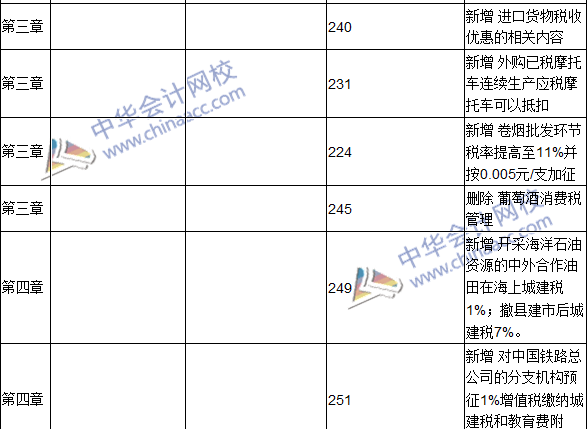 第三章 240 新增 进口货物税收
优惠的相关内容
第三章 231 新增 外购已税摩托
车连续生产应税摩
托车可以抵扣
第三章 224 新增 卷烟批发环节
税率提高至11%并
按0.005元/支加征
第三章 245 删除 葡萄酒消费税
管理
第四章 249 新增 开采海洋石油
资源的中外合作油
田在海上城建税
1%；撤县建市后城
建税7%。
第四章 251 新增 对中国铁路总
公司的分支机构预
征1%增值税缴纳城
建税和教育费附
中华会计网校
www.chinaacc.com
中华会计网校
www.chinaacc.com